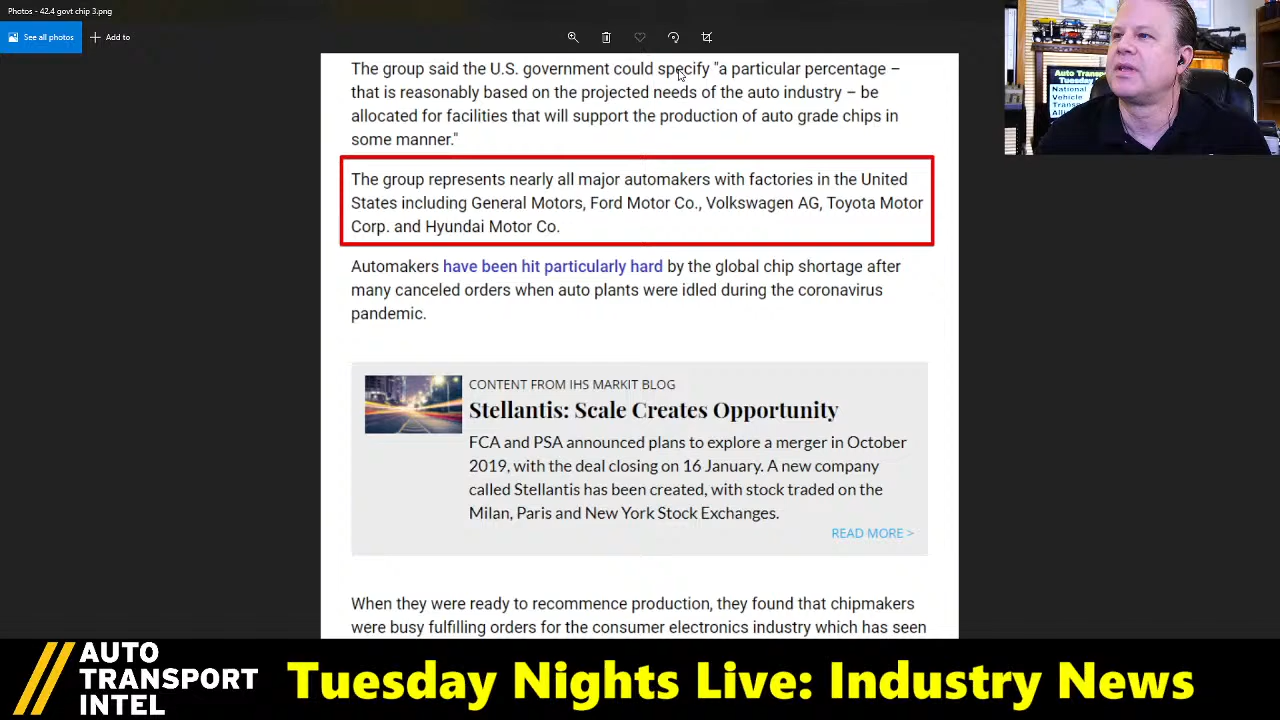 Photos - 42.4 govt chip 3.png
See all photos
Add to
The group said the U.S. government could specify "a particular percentage –
that is reasonably based on the projected needs of the auto industry – be
allocated for facilities that will support the production of auto grade chips in
some manner."
The group represents nearly all major automakers with factories in the United
States including General Motors, Ford Motor Co., Volkswagen AG, Toyota Motor
Corp. and Hyundai Motor Co.
Automakers have been hit particularly hard by the global chip shortage after
many canceled orders when auto plants were idled during the coronavirus
pandemic.
CONTENT FROM IHS MARKIT BLOG
Stellantis: Scale Creates Opportunity
FCA and PSA announced plans to explore a merger in October
2019, with the deal closing on 16 January. A new company
called Stellantis has been created, with stock traded on the
Milan, Paris and New York Stock Exchanges.
READ MORE >
When they were ready to recommence production, they found that chipmakers
were busy fulfilling orders for the consumer electronics industry which has seen
Auto Transp
Tuesday
National
Vehicle
Trans
All
AUTO
TRANSPORT
INTEL
Tuesday Nights Live: Industry News